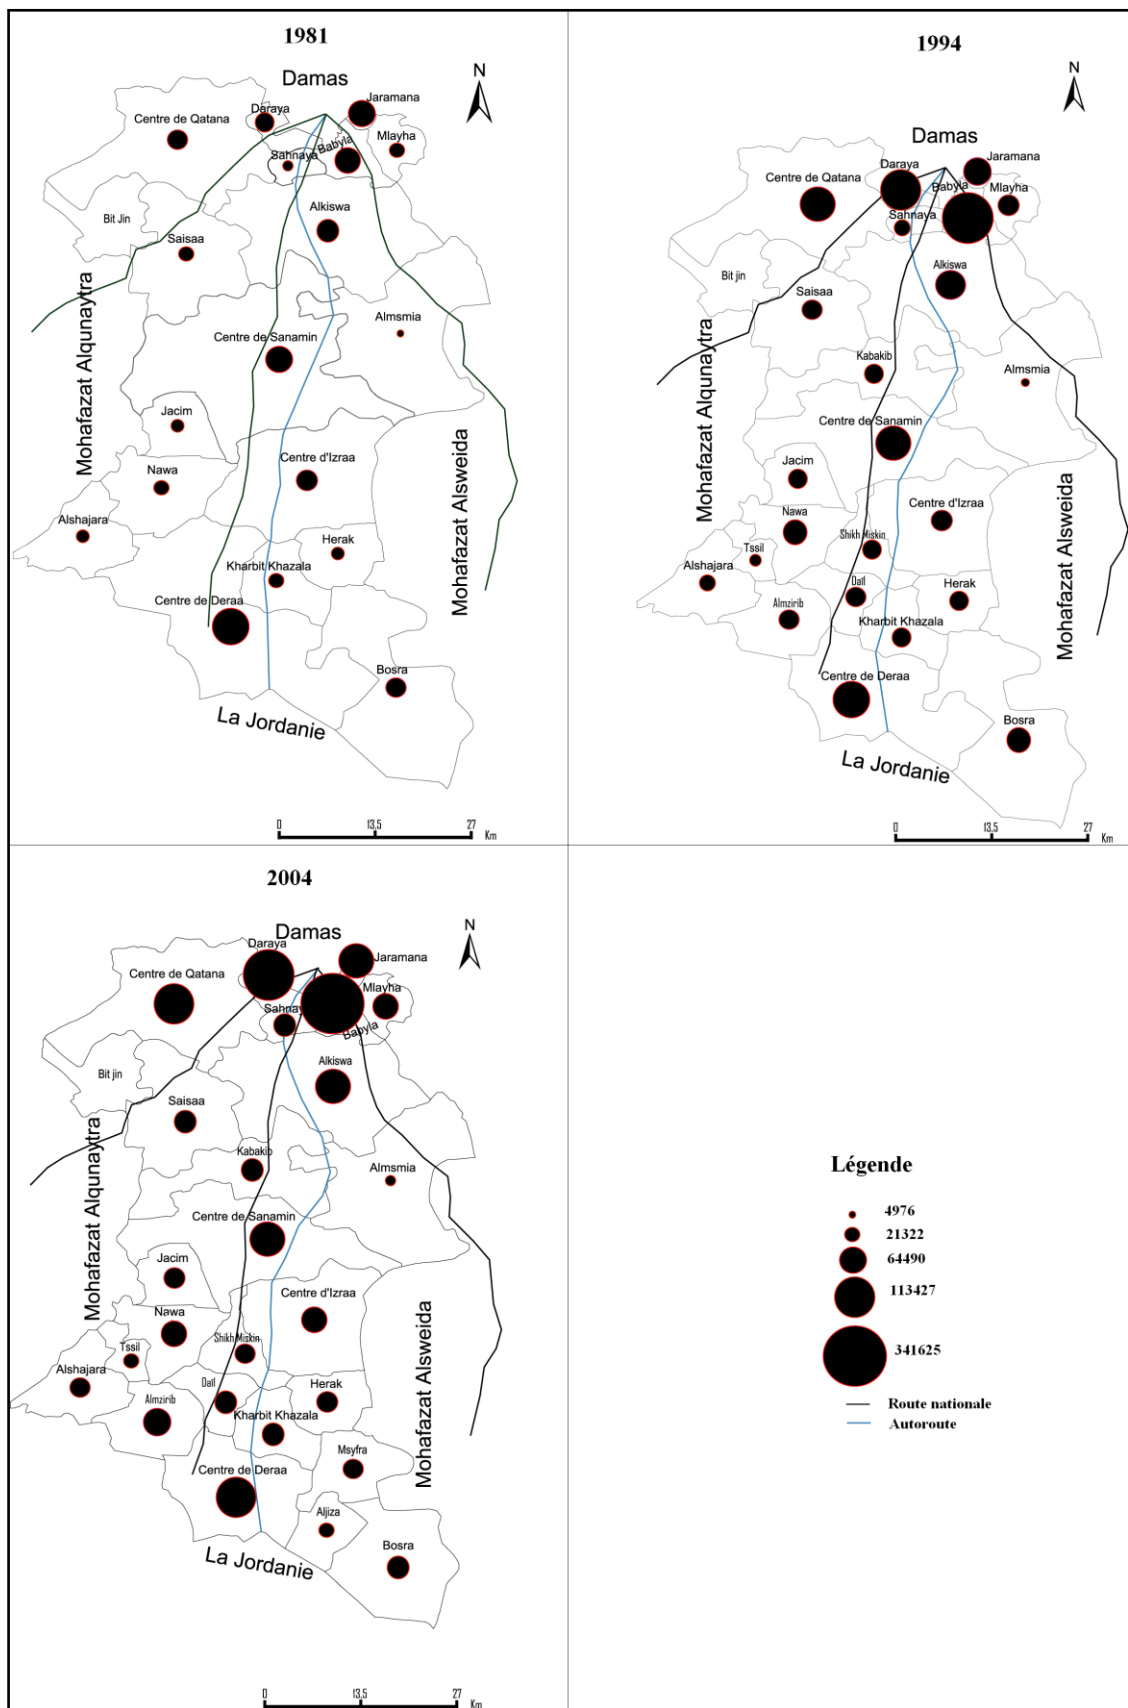 1981
N
Damas
Jaramana
Daraya
Centre de Qatana
Mlayha
Babyla
Sahnaya
Alkiswa
Bit Jin
Saisaa
Mohafazat Alqunaytra
Almsmia
Centre de Sanamin
Jacim
Centre d'Izraa
Nawa
Mohafazat Alsweida
Alshajara
Herak
Kharbit Khazala
Centre de Deraa
Bosra
La Jordanie
0 13.5 27
Km
1994
N
Damas
Jaramana
Daraya
Centre de Qatana
Babyla
Mlayha
Sahnaya
Alkiswa
Bit jin
Saisaa
Mohafazat Alqunaytra
Kabakib
Almsmia
Centre de Sanamin
Jacim
Centre d'Izraa
Nawa
Shikh Miskin
Mohafazat Alsweida
Tssil
Alshajara
Dail
Herak
Almzirib
Kharbit Khazala
Centre de Deraa
Bosra
La Jordanie
0 13.5 27
Km
2004
N
Damas
Daraya
Jaramana
Centre de Qatana
Mlayha
Sahnaya
Babyla
Alkiswa
Bit jin
Saisaa
Mohafazat Alqunaytra
Kabakib
Almsmia
Centre de Sanamin
Jacim
Centre d'Izraa
Nawa
Shikh Miskin
Mohafazat Alsweida
Tssil
Alshajara
Dail
Herak
Almzirib
Kharbit Khazala
Msyfra
Centre de Deraa
Aljiza
Bosra
La Jordanie
0 13.5 27
Km
Légende
4976
21322
64490
113427
341625
Route nationale
Autoroute